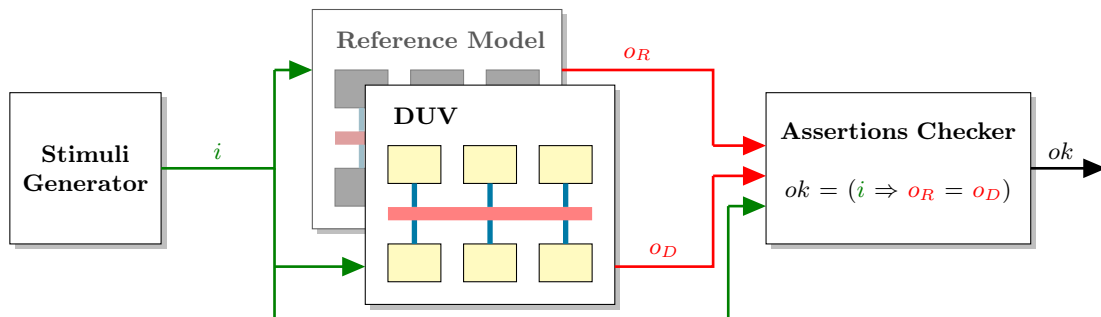 Reference Model
o_R
DUV
Stimuli
Generator
i
Assertions Checker
ok = (i ⇒ o_R = o_D)
ok
o_D